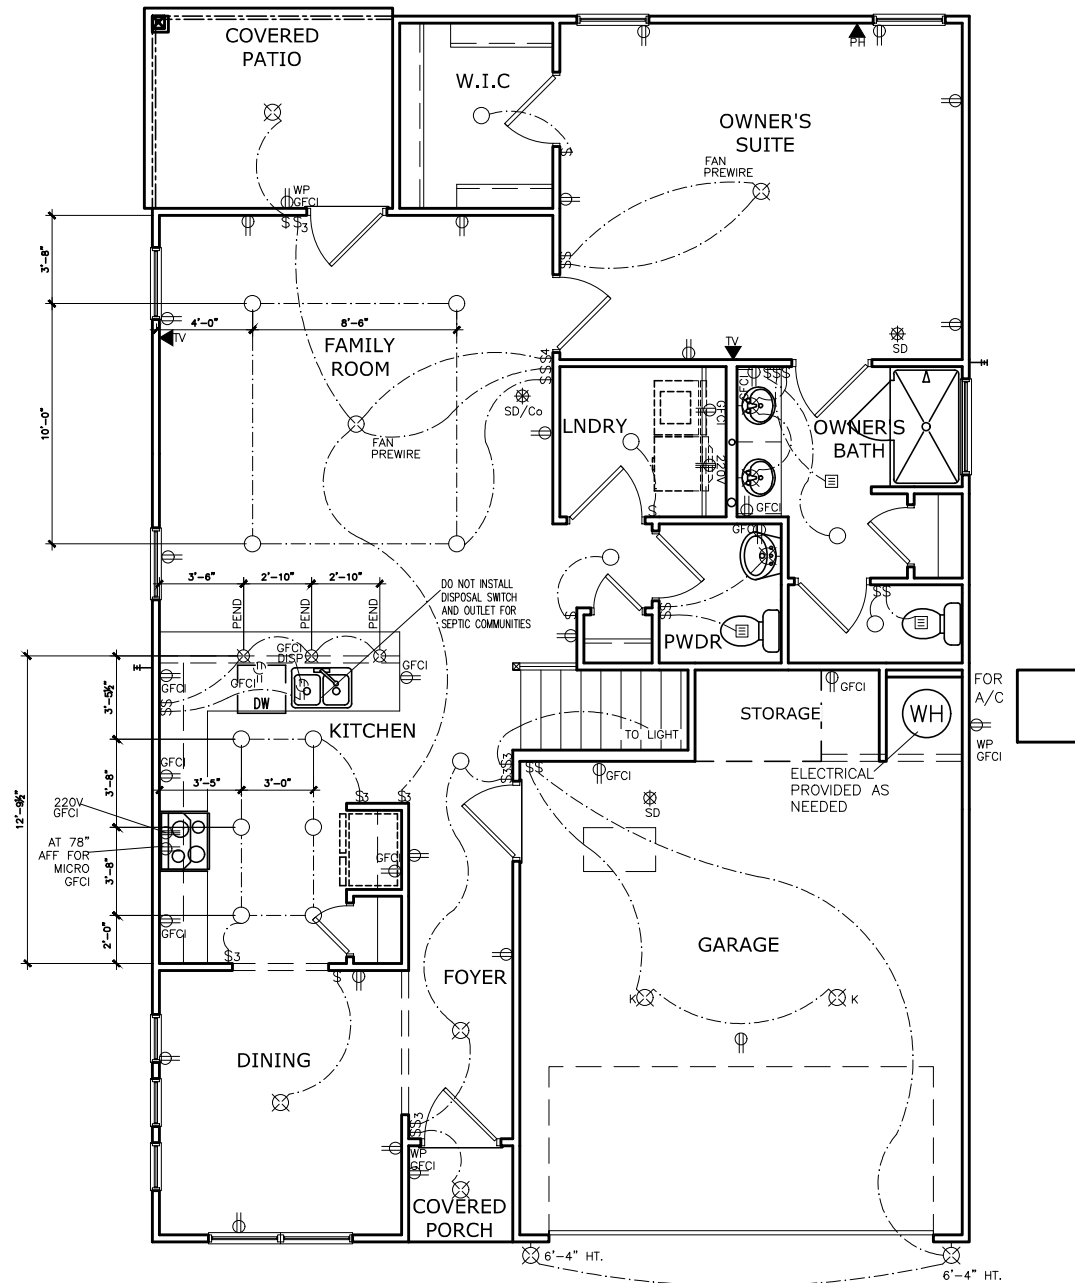 COVERED
PATIO
W.I.C
OWNER'S
SUITE
PH
FAN
PREWIRE
WP
GFCI
$ $3
$
$$
3'-8"
4'-0"
8'-6"
TV
FAMILY
ROOM
10'-0"
$$$4
SD/Co
FAN
PREWIRE
SD
TV
LNDRY
GFCI
220V
$
GFCI
$$$
OWNER'S
BATH
GFCI
GFCI
3'-6"
2'-10"
2'-10"
PEND
PEND
PEND
DO NOT INSTALL
DISPOSAL SWITCH
AND OUTLET FOR
SEPTIC COMMUNITIES
$
$$
$$
PWDR
GFCI
DISP
GFCI
GFCI
GFCI
DW
$$
3'-5½"
KITCHEN
TO LIGHT
STORAGE
GFCI
WH
FOR
A/C
WP
GFCI
GFCI
3'-5"
3'-0"
3'-8"
12'-9½"
$3
$3
$3$3
$$
GFCI
ELECTRICAL
PROVIDED AS
NEEDED
SD
220V
GFCI
AT 78"
AFF FOR
MICRO
GFCI
GFCI
3'-8"
GFCI
2'-0"
$3
$
FOYER
GARAGE
K
K
DINING
$$3
WP
GFCI
COVERED
PORCH
6'-4" HT.
6'-4" HT.